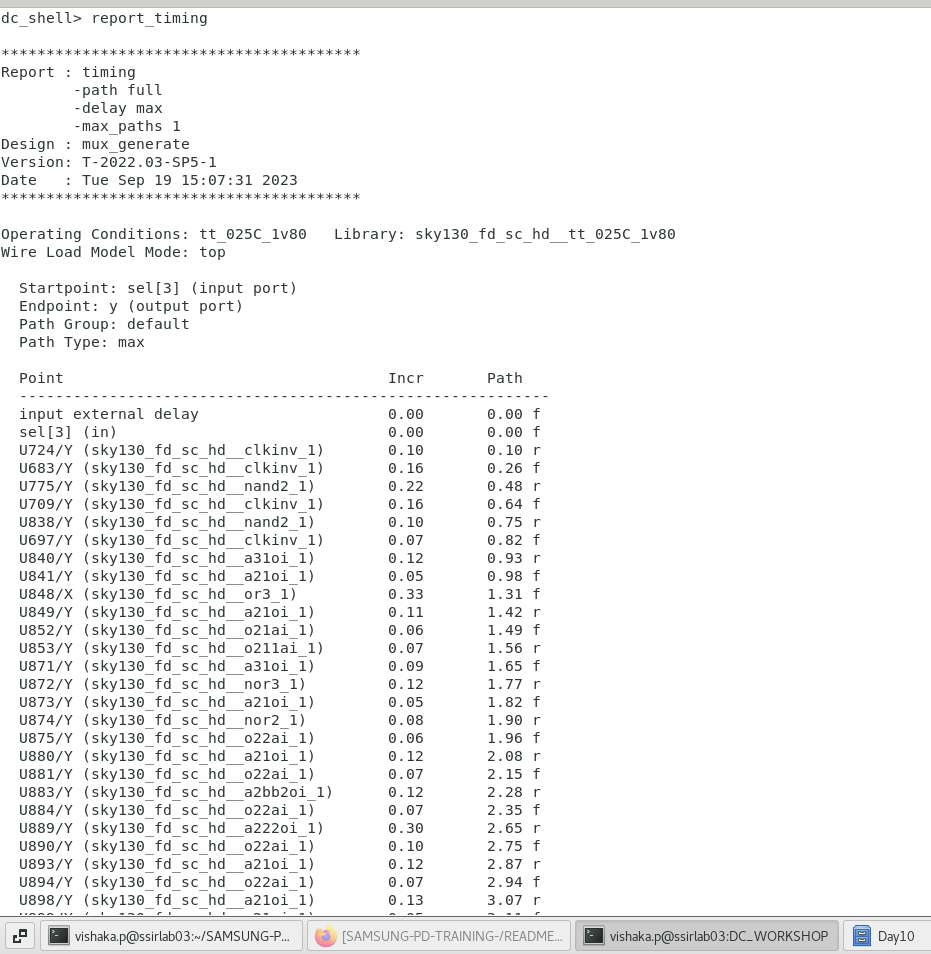 dc_shell> report_timing
****************************************
Report : timing
        -path full
        -delay max
        -max_paths 1
Design : mux_generate
Version: T-2022.03-SP5-1
Date   : Tue Sep 19 15:07:31 2023
****************************************
Operating Conditions: tt_025C_1v80   Library: sky130_fd_sc_hd__tt_025C_1v80
Wire Load Model Mode: top
  Startpoint: sel[3] (input port)
  Endpoint: y (output port)
  Path Group: default
  Path Type: max
  Point                                    Incr       Path
  -----------------------------------------------------------
  input external delay                     0.00       0.00 f
  sel[3] (in)                              0.00       0.00 f
  U724/Y (sky130_fd_sc_hd__clkinv_1)       0.10       0.10 r
  U683/Y (sky130_fd_sc_hd__clkinv_1)       0.16       0.26 f
  U775/Y (sky130_fd_sc_hd__nand2_1)        0.22       0.48 r
  U709/Y (sky130_fd_sc_hd__clkinv_1)       0.16       0.64 f
  U838/Y (sky130_fd_sc_hd__nand2_1)        0.10       0.75 r
  U697/Y (sky130_fd_sc_hd__clkinv_1)       0.07       0.82 f
  U840/Y (sky130_fd_sc_hd__a31oi_1)        0.12       0.93 r
  U841/Y (sky130_fd_sc_hd__a21oi_1)        0.05       0.98 f
  U848/X (sky130_fd_sc_hd__or3_1)          0.33       1.31 f
  U849/Y (sky130_fd_sc_hd__a21oi_1)        0.11       1.42 r
  U852/Y (sky130_fd_sc_hd__o21ai_1)        0.06       1.49 f
  U853/Y (sky130_fd_sc_hd__o211ai_1)       0.07       1.56 r
  U871/Y (sky130_fd_sc_hd__a31oi_1)        0.09       1.65 f
  U872/Y (sky130_fd_sc_hd__nor3_1)         0.12       1.77 r
  U873/Y (sky130_fd_sc_hd__a21oi_1)        0.05       1.82 f
  U874/Y (sky130_fd_sc_hd__nor2_1)         0.08       1.90 r
  U875/Y (sky130_fd_sc_hd__o22ai_1)        0.06       1.96 f
  U880/Y (sky130_fd_sc_hd__a21oi_1)        0.12       2.08 r
  U881/Y (sky130_fd_sc_hd__o22ai_1)        0.07       2.15 f
  U883/Y (sky130_fd_sc_hd__a2bb2oi_1)      0.12       2.28 r
  U884/Y (sky130_fd_sc_hd__o22ai_1)        0.07       2.35 f
  U889/Y (sky130_fd_sc_hd__a222oi_1)       0.30       2.65 r
  U890/Y (sky130_fd_sc_hd__o22ai_1)        0.10       2.75 f
  U893/Y (sky130_fd_sc_hd__a21oi_1)        0.12       2.87 r
  U894/Y (sky130_fd_sc_hd__o22ai_1)        0.07       2.94 f
  U898/Y (sky130_fd_sc_hd__a21oi_1)        0.13       3.07 r
vishaka.p@ssirlab03:~/SAMSUNG-P... [SAMSUNG-PD-TRAINING-/README... vishaka.p@ssirlab03:DC_WORKSHOP Day10